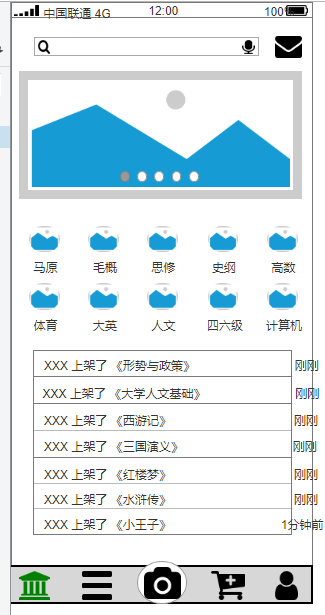 中国联通 4G 12:00 100%
马原 毛概 思修 史纲 高数
体育 大英 人文 四六级 计算机
XXX 上架了 《形势与政策》 刚刚
XXX 上架了 《大学人文基础》 刚刚
XXX 上架了 《西游记》 刚刚
XXX 上架了 《三国演义》 刚刚
XXX 上架了 《红楼梦》 刚刚
XXX 上架了 《水浒传》 刚刚
XXX 上架了 《小王子》 1分钟前